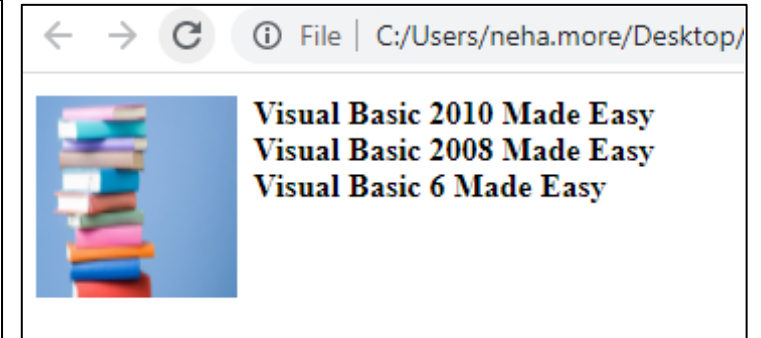 File | C:/Users/neha.more/Desktop/
Visual Basic 2010 Made Easy
Visual Basic 2008 Made Easy
Visual Basic 6 Made Easy